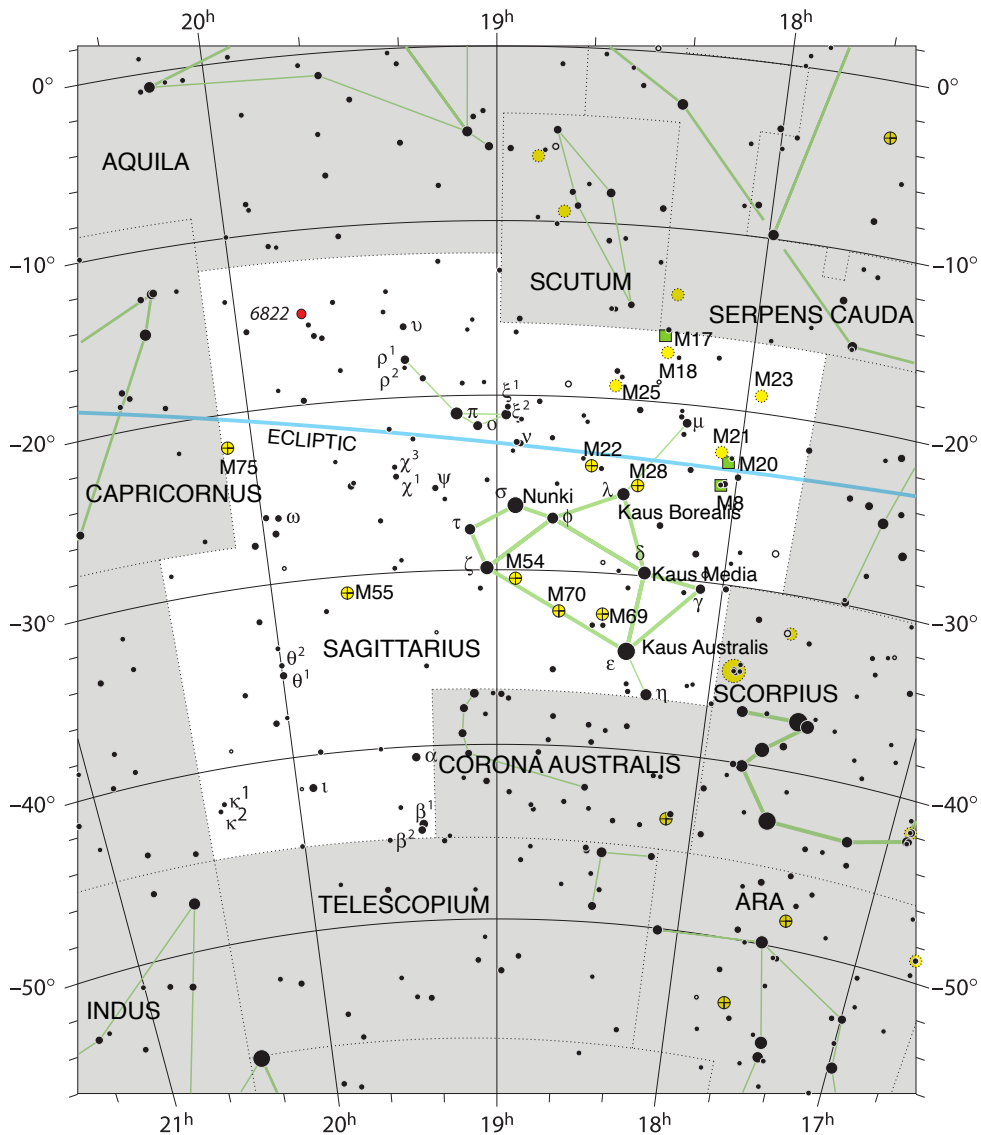 20h 19h 18h
0° 0°
AQUILA
−10° SCUTUM −10°
6822 SERPENS CAUDA
υ M17
ρ1 M18
ρ2 M25 M23
ξ1
π ο ξ2 μ
−20° ECLIPTIC ν M21 −20°
M22 M20
M75 χ3 M28
χ1 ψ M8
CAPRICORNUS σ Nunki λ
Kaus Borealis
ω τ φ
δ
ζ M54 Kaus Media
M55 M70 γ
M69
−30° −30°
SAGITTARIUS Kaus Australis
θ2 ε
θ1 η SCORPIUS
α CORONA AUSTRALIS
ι
−40° κ1 β1 −40°
κ2 β2
TELESCOPIUM ARA
−50° −50°
INDUS
21h 20h 19h 18h 17h